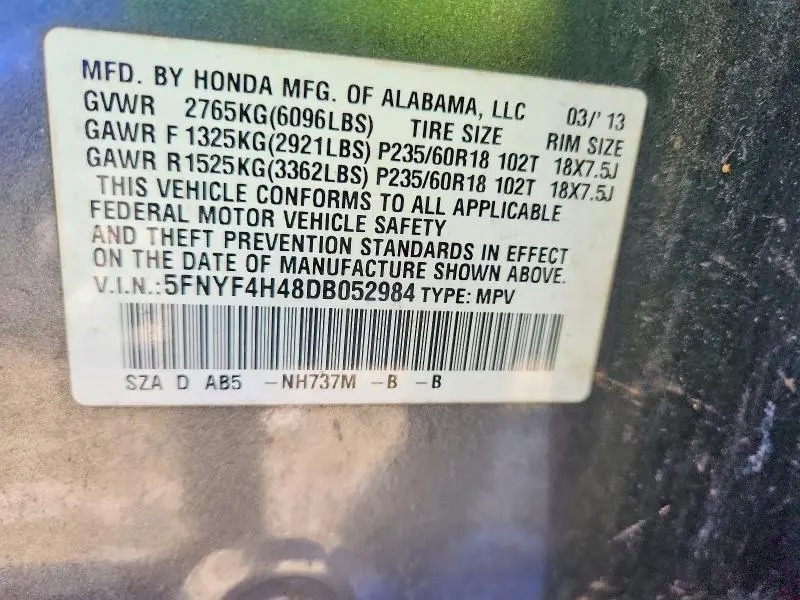 MFD. BY HONDA MFG. OF ALABAMA, LLC 03/'13
GVWR 2765KG(6096LBS) TIRE SIZE RIM SIZE
GAWR F 1325KG(2921LBS) P235/60R18 102T 18X7.5J
GAWR R 1525KG(3362LBS) P235/60R18 102T 18X7.5J
THIS VEHICLE CONFORMS TO ALL APPLICABLE
FEDERAL MOTOR VEHICLE SAFETY
AND THEFT PREVENTION STANDARDS IN EFFECT
ON THE DATE OF MANUFACTURE SHOWN ABOVE.
V.I.N.:5FNYF4H48DB052984 TYPE: MPV
SZA D AB5 -NH737M -B -B